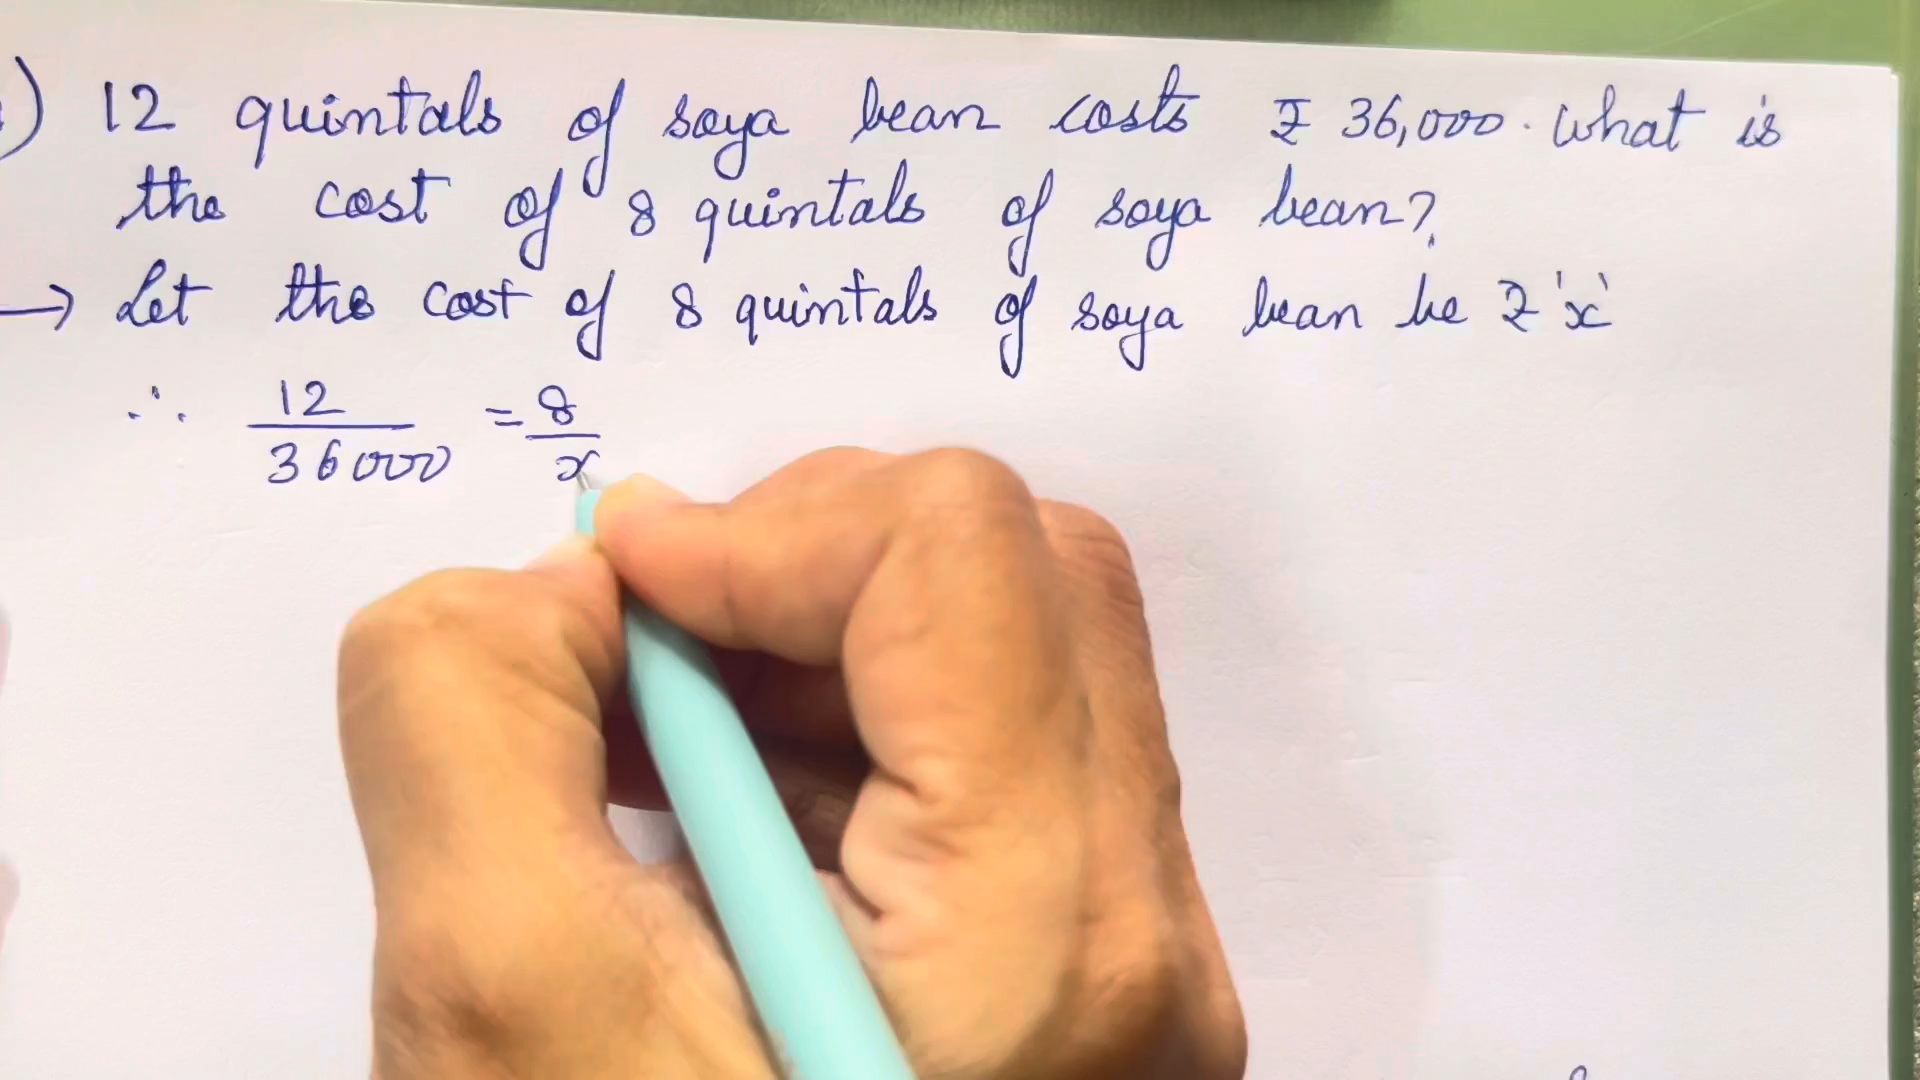 ) 12 quintals of soya bean costs ₹ 36,000. What is
the cost of 8 quintals of soya bean?
→ Let the cost of 8 quintals of soya bean be ₹ 'x'
∴ 12/36000 = 8/x